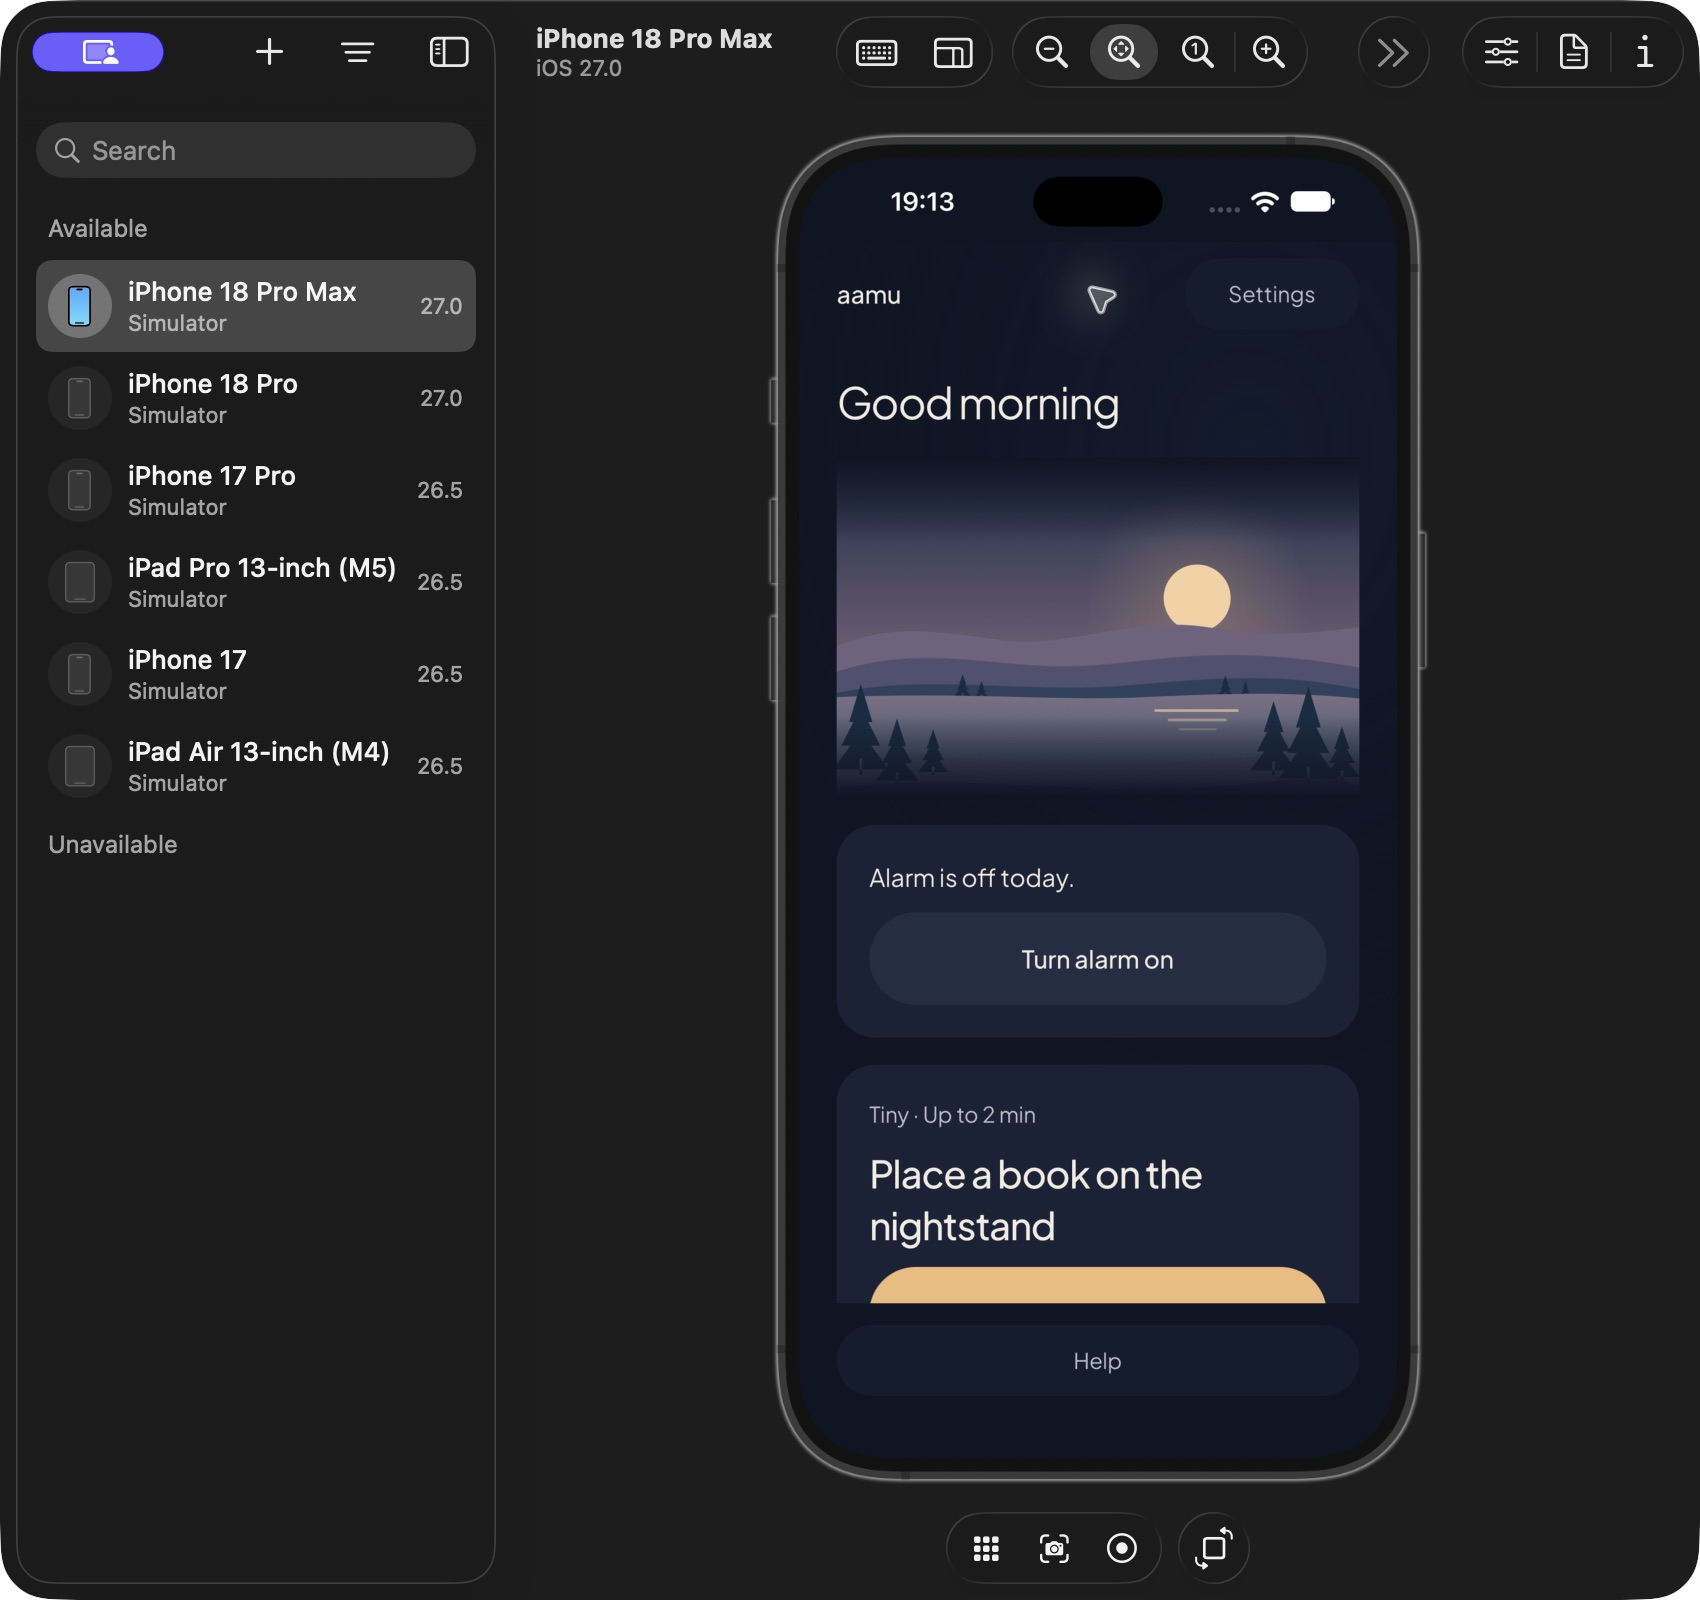 iPhone 18 Pro Max
iOS 27.0
Search
Available
iPhone 18 Pro Max
Simulator
27.0
iPhone 18 Pro
Simulator
27.0
iPhone 17 Pro
Simulator
26.5
iPad Pro 13-inch (M5)
Simulator
26.5
iPhone 17
Simulator
26.5
iPad Air 13-inch (M4)
Simulator
26.5
Unavailable
19:13
aamu
Settings
Good morning
Alarm is off today.
Turn alarm on
Tiny · Up to 2 min
Place a book on the
nightstand
Help